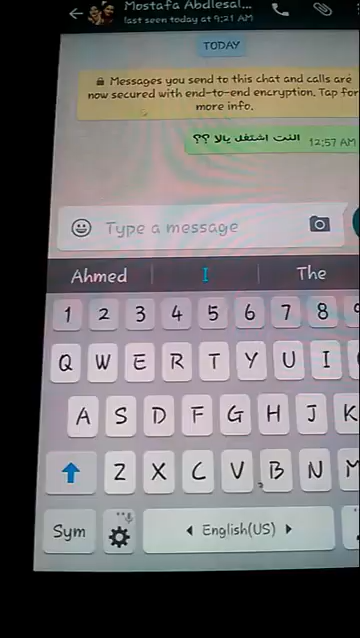 Mostafa Abdlesal...
last seen today at 9:21 AM
TODAY
Messages you send to this chat and calls are
now secured with end-to-end encryption. Tap for
more info.
النت اشتغل يالا ؟؟
12:57 AM
Type a message
Ahmed I The
1 2 3 4 5 6 7 8 9
Q W E R T Y U I
A S D F G H J K
Z X C V B N M
Sym English(US)